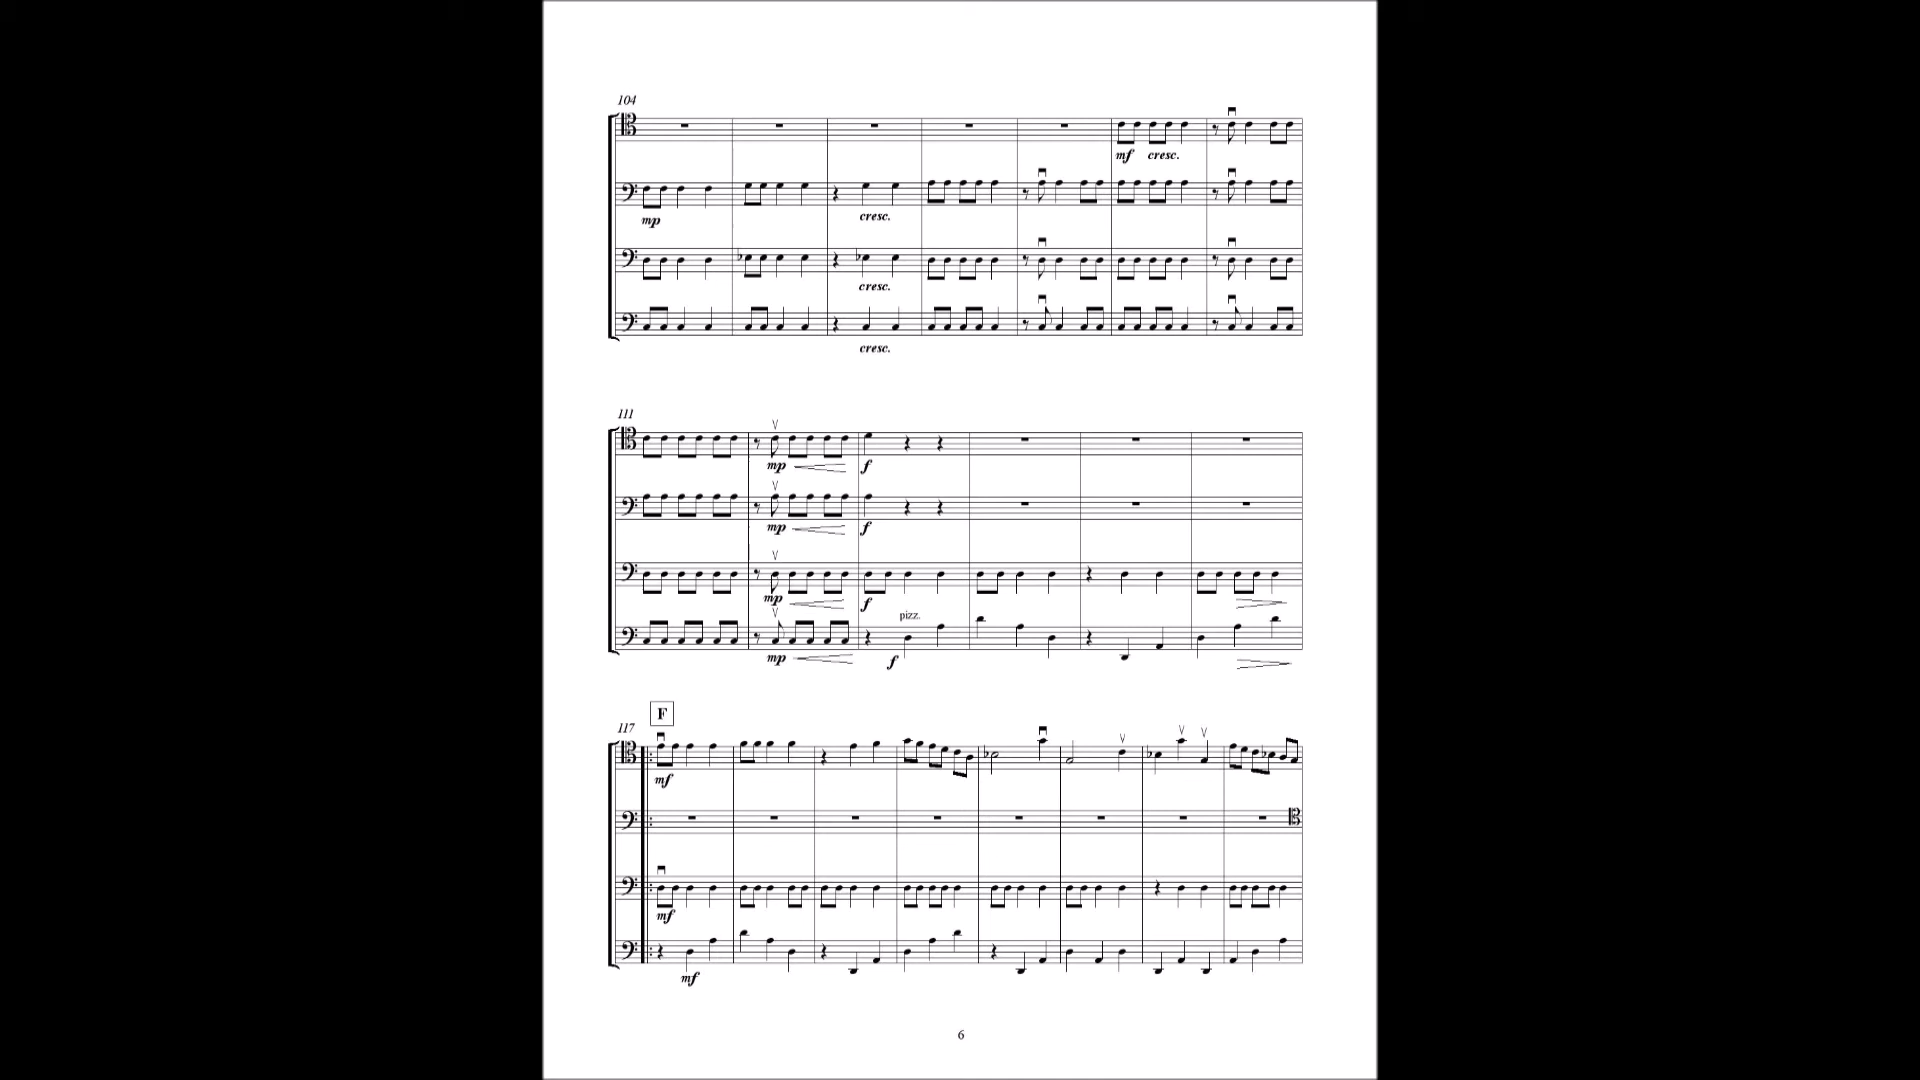 104
mf cresc.
mp cresc.
cresc.
cresc.
111
mp f
mp f
mp f
pizz.
mp f
F
117
mf
mf
mf
6